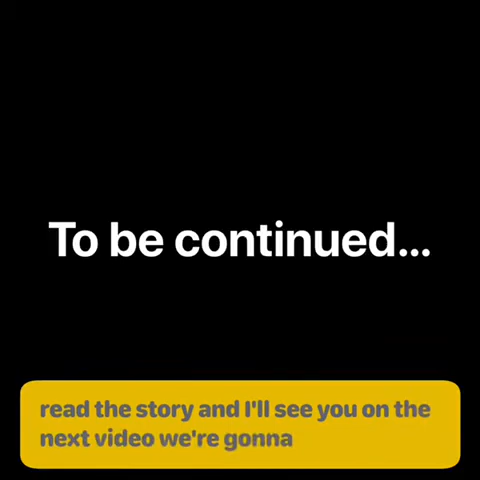 To be continued...
read the story and I'll see you on the
next video we're gonna